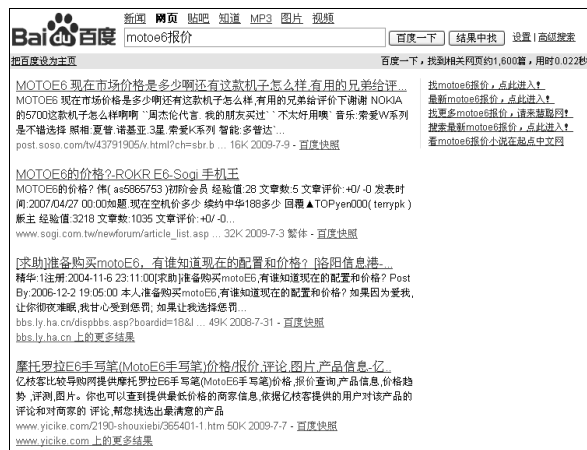 新闻 网页 贴吧 知道 MP3 图片 视频
Bai 百度 motoe6报价 百度一下 结果中找 设置 | 高级搜索
把百度设为主页 百度一下，找到相关网页约1,600篇，用时0.022秒
MOTOE6 现在市场价格是多少啊还有这款机子怎么样,有用的兄弟给评...
MOTOE6 现在市场价格是多少啊还有这款机子怎么样,有用的兄弟给评价下谢谢 NOKIA
的5700这款机子怎么样啊啊 ``周杰伦代言. 我的朋友买过` ` 不太好用噢` 音乐:索爱W系列
是不错选择 照相:夏普.诺基亚.3星.索爱K系列 智能:多普达`...
post.soso.com/tt/43791905/v.html?ch=sbr.b ... 16K 2009-7-9 - 百度快照
MOTOE6的价格?-ROKR E6-Sogi 手机王
MOTOE6的价格? 伟( as5865753 )初阶会员 经验值:28 文章数:5 文章评价:+0/ -0 发表时
间:2007/04/27 00:00如题.现在空机价多少 续约中华188多少 回覆▲TOPyen000( terrypk )
版主 经验值:3218 文章数:1035 文章评价:+0/ -0...
www.sogi.com.tw/newforum/article_list.asp ... 32K 2009-7-3 繁体 - 百度快照
[求助]准备购买motoE6，有谁知道现在的配置和价格？[洛阳信息港-...
精华:1注册:2004-11-6 23:11:00[求助]准备购买motoE6,有谁知道现在的配置和价格? Post
By:2006-12-2 19:05:00 本人准备购买motoE6,有谁知道现在的配置和价格? 如果因为爱我,
让你彻夜难眠,我甘心受到惩罚; 如果让我选择惩罚...
bbs.ly.ha.cn/dispbbs.asp?boardid=18&I ... 49K 2008-7-31 - 百度快照
bbs.ly.ha.cn 上的更多结果
摩托罗拉E6手写笔(MotoE6手写笔)价格/报价,评论,图片,产品信息-亿...
亿枝客比较导购网提供摩托罗拉E6手写笔(MotoE6手写笔)价格,报价查询,产品信息,价格趋
势 ,评测,图片。你也可以查到提供最低价格的商家信息,依据亿枝客提供的用户对该产品的
评论和对商家的 评论,帮您挑选出最满意的产品
www.yicike.com/2190-shouxiebi/365401-1.htm 50K 2009-7-7 - 百度快照
www.yicike.com 上的更多结果
找motoe6报价，点此进入！
最新motoe6报价，点此进入！
找更多motoe6报价，请来慧聪网！
搜索最新motoe6报价，点此进入！
看motoe6报价小说在起点中文网